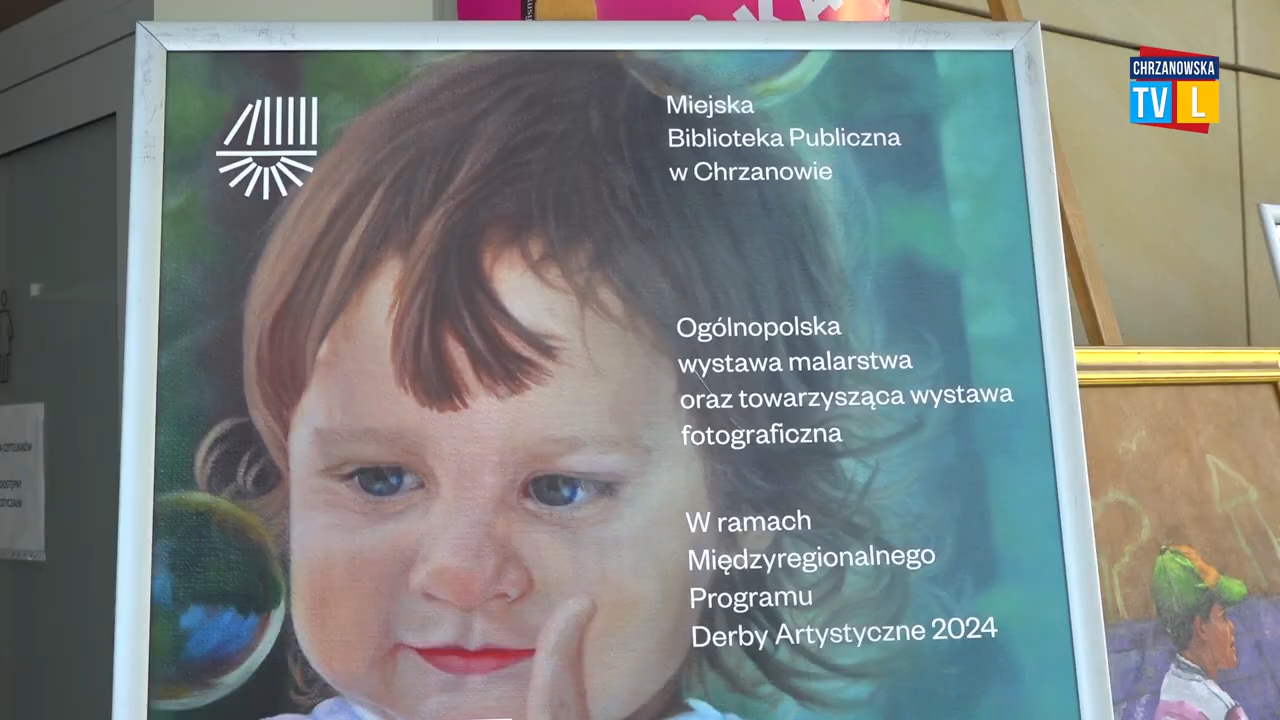 CHRZANOWSKA
TV L
Miejska
Biblioteka Publiczna
w Chrzanowie
Ogólnopolska
wystawa malarstwa
oraz towarzysząca wystawa
fotograficzna
W ramach
Międzyregionalnego
Programu
Derby Artystyczne 2024